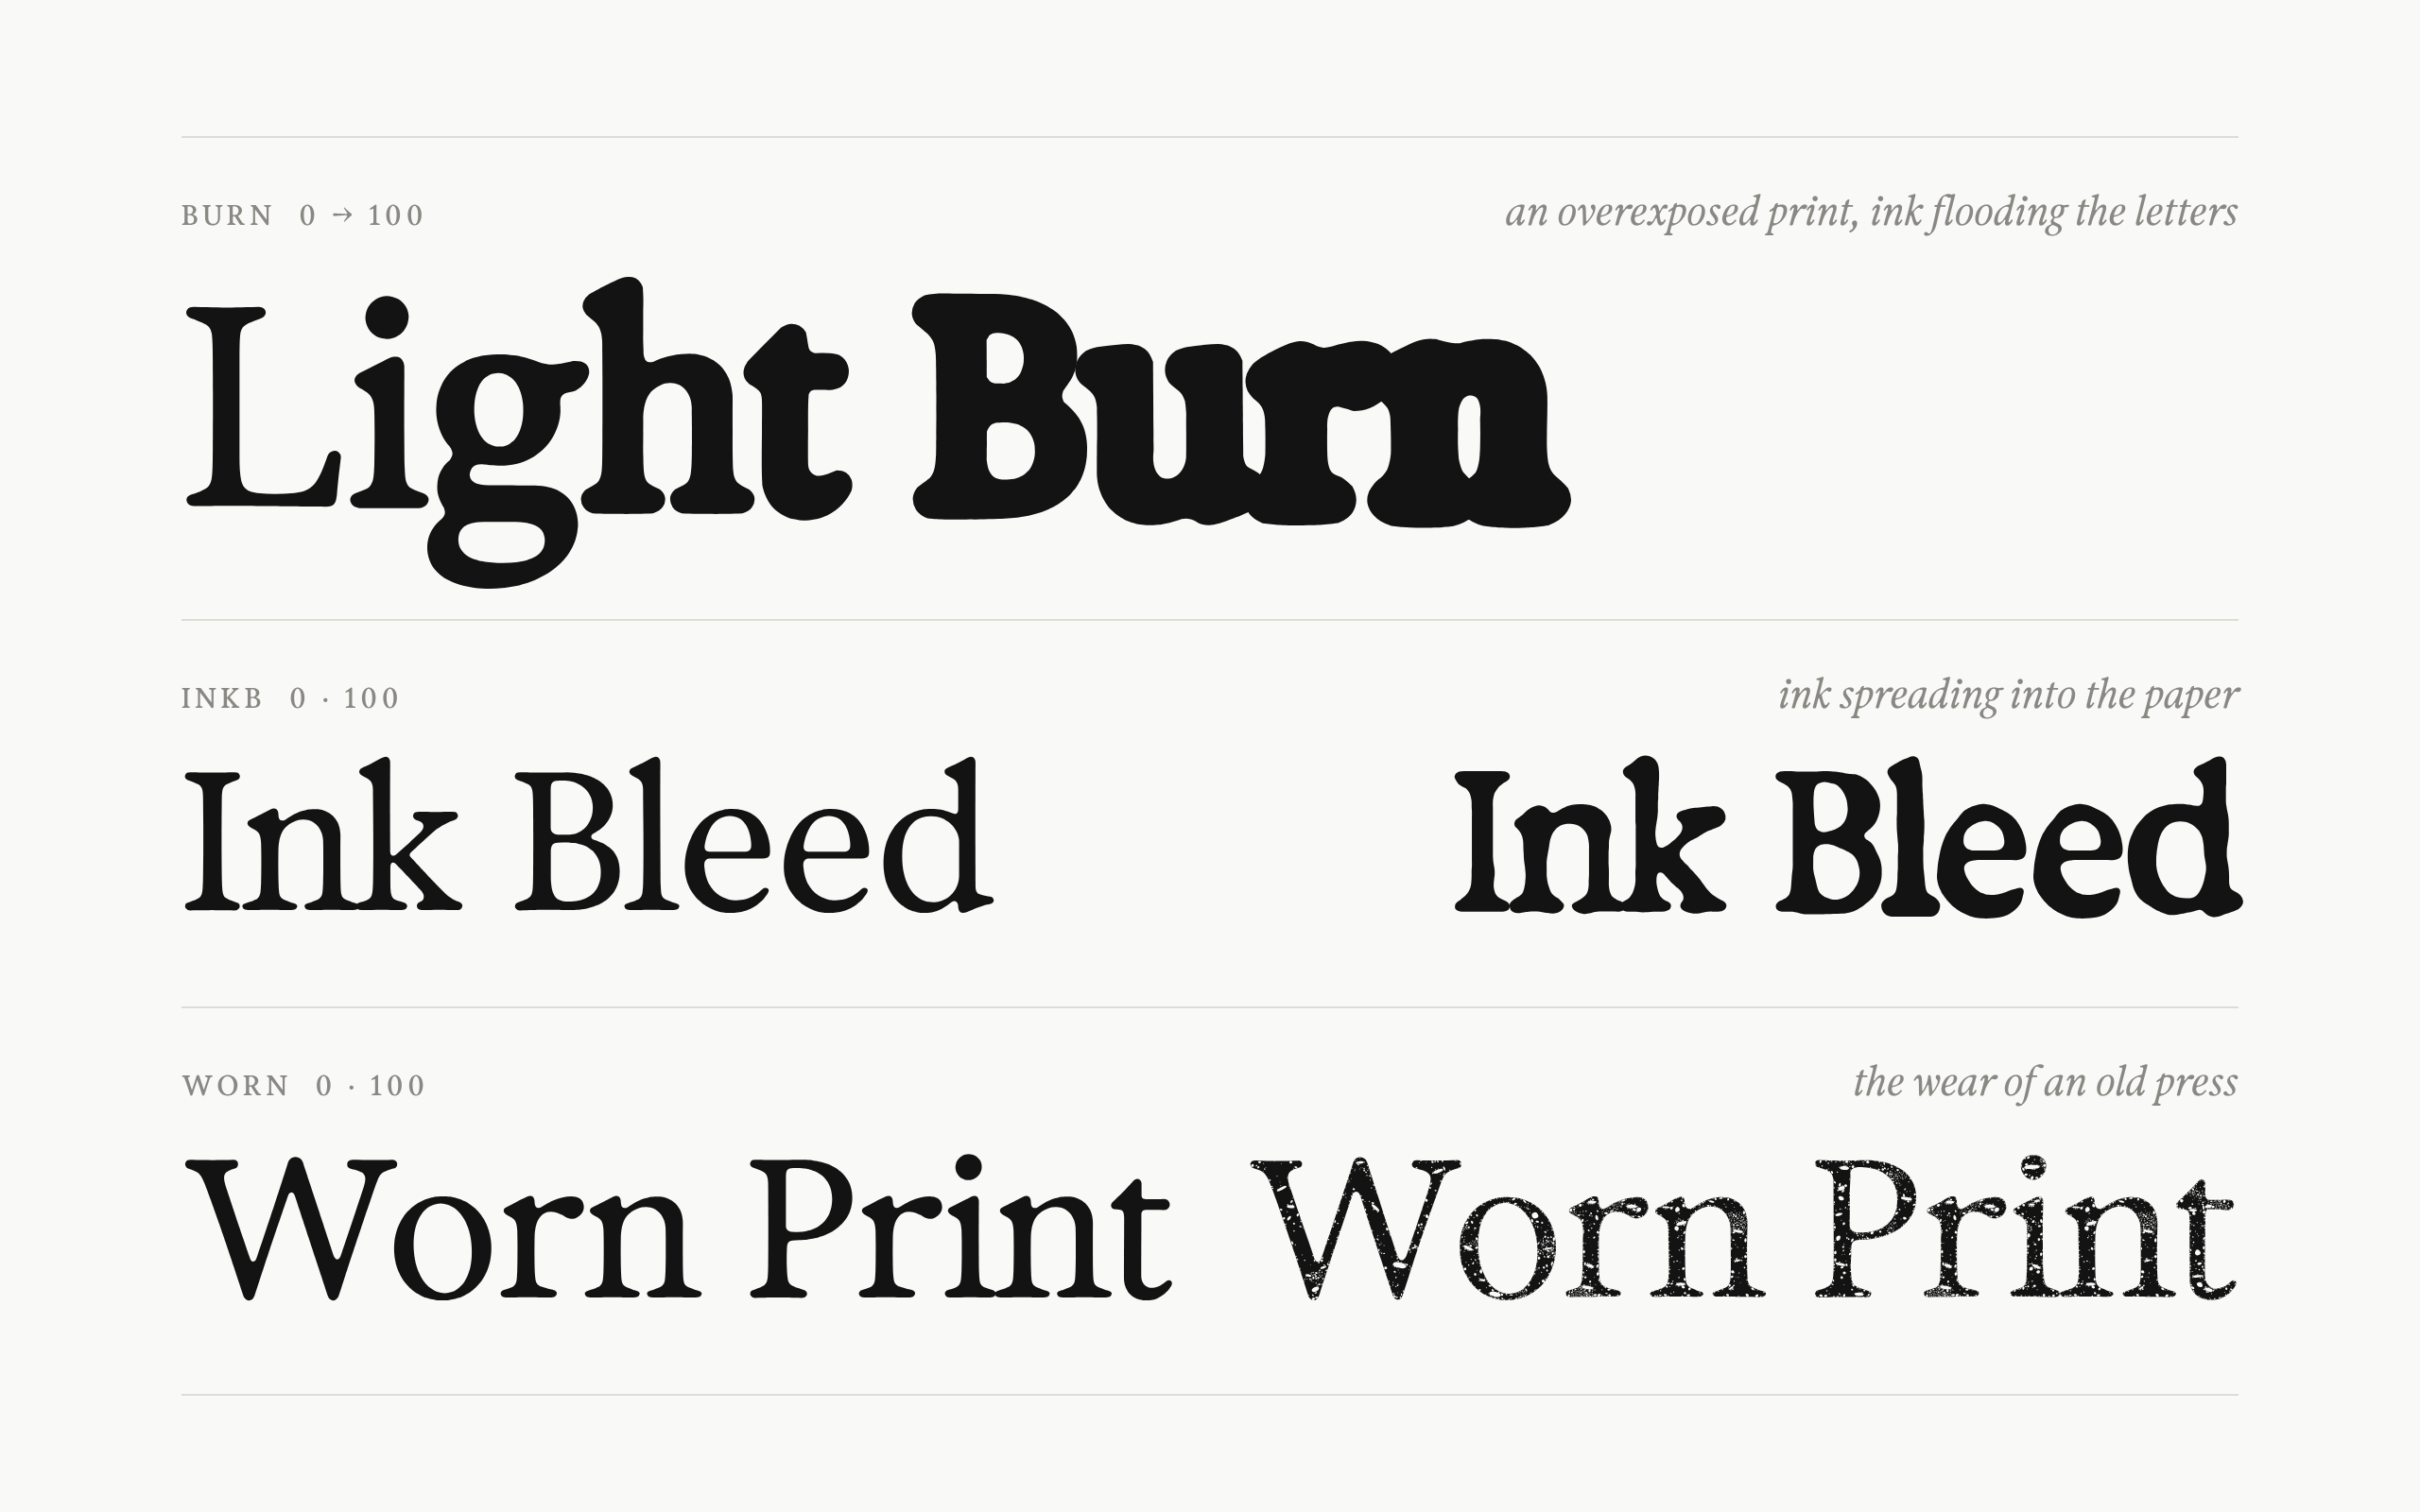 BURN 0 → 100 an overexposed print, ink flooding the letters
Light Burn
INKB 0 · 100 ink spreading into the paper
Ink Bleed Ink Bleed
WORN 0 · 100 the wear of an old press
Worn Print Worn Print